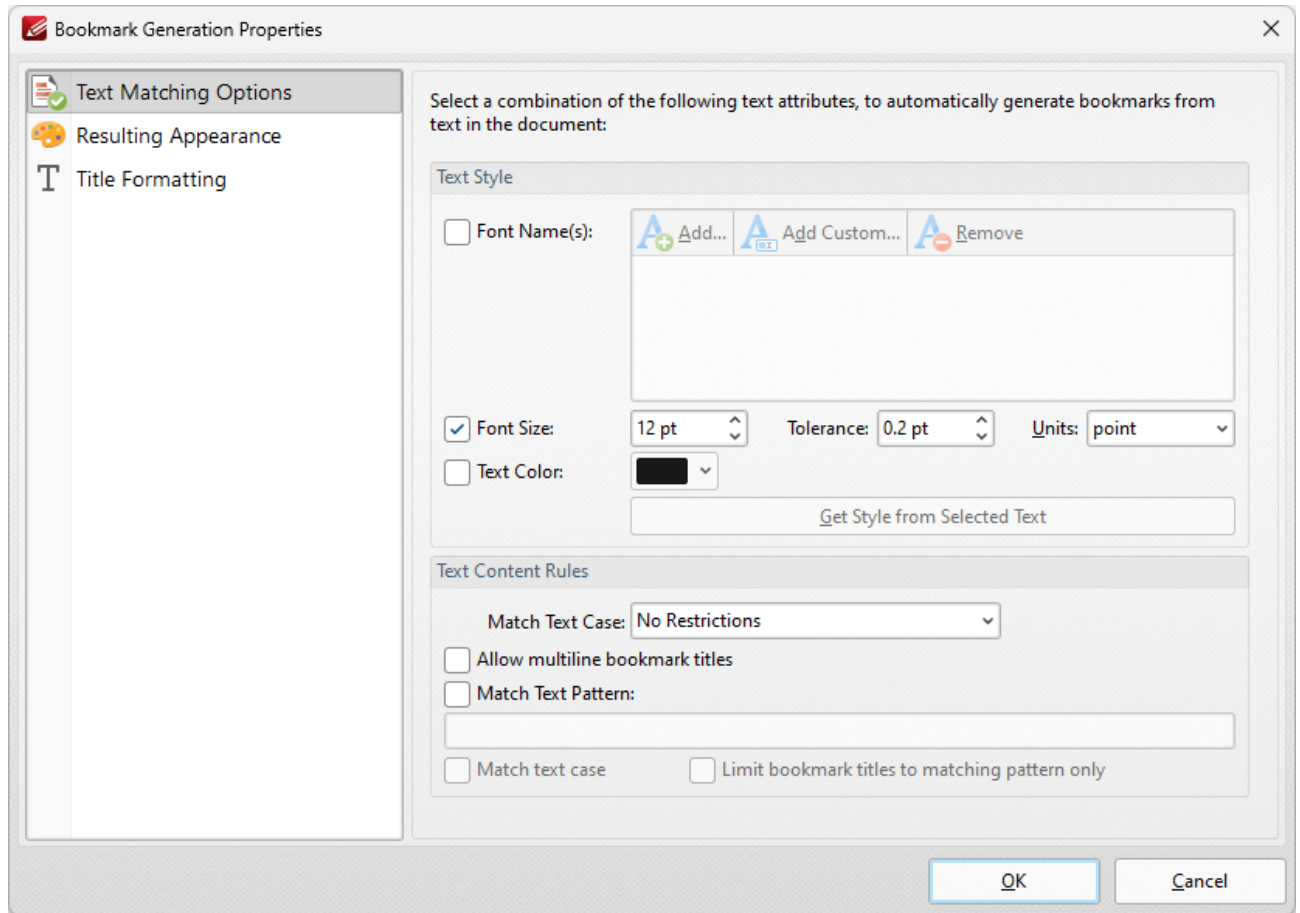 Bookmark Generation Properties
Text Matching Options
Resulting Appearance
Title Formatting
Select a combination of the following text attributes, to automatically generate bookmarks from
text in the document:
Text Style
Font Name(s):
Add...
Add Custom...
Remove
Font Size:
12 pt
Tolerance:
0.2 pt
Units:
point
Text Color:
Get Style from Selected Text
Text Content Rules
Match Text Case:
No Restrictions
Allow multiline bookmark titles
Match Text Pattern:
Match text case
Limit bookmark titles to matching pattern only
OK
Cancel